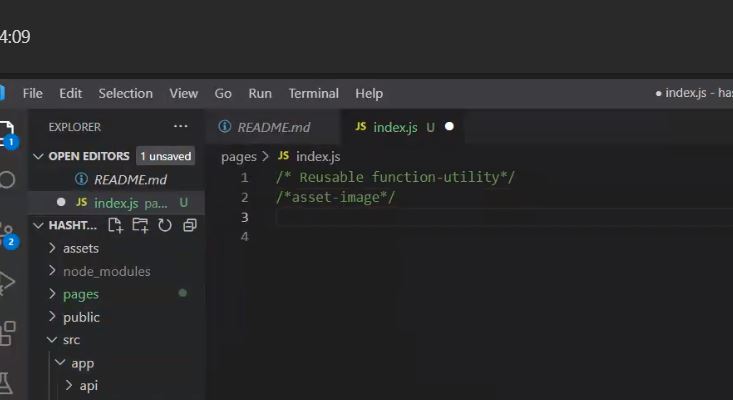 4:09
File Edit Selection View Go Run Terminal Help ● index.js - has
EXPLORER ···
README.md
JS index.js U ●
OPEN EDITORS 1 unsaved
README.md
● JS index.js pa... U
HASHT...
assets
node_modules
pages
public
src
app
api
pages > JS index.js
1 /* Reusable function-utility*/
2 /*asset-image*/
3
4
1
2